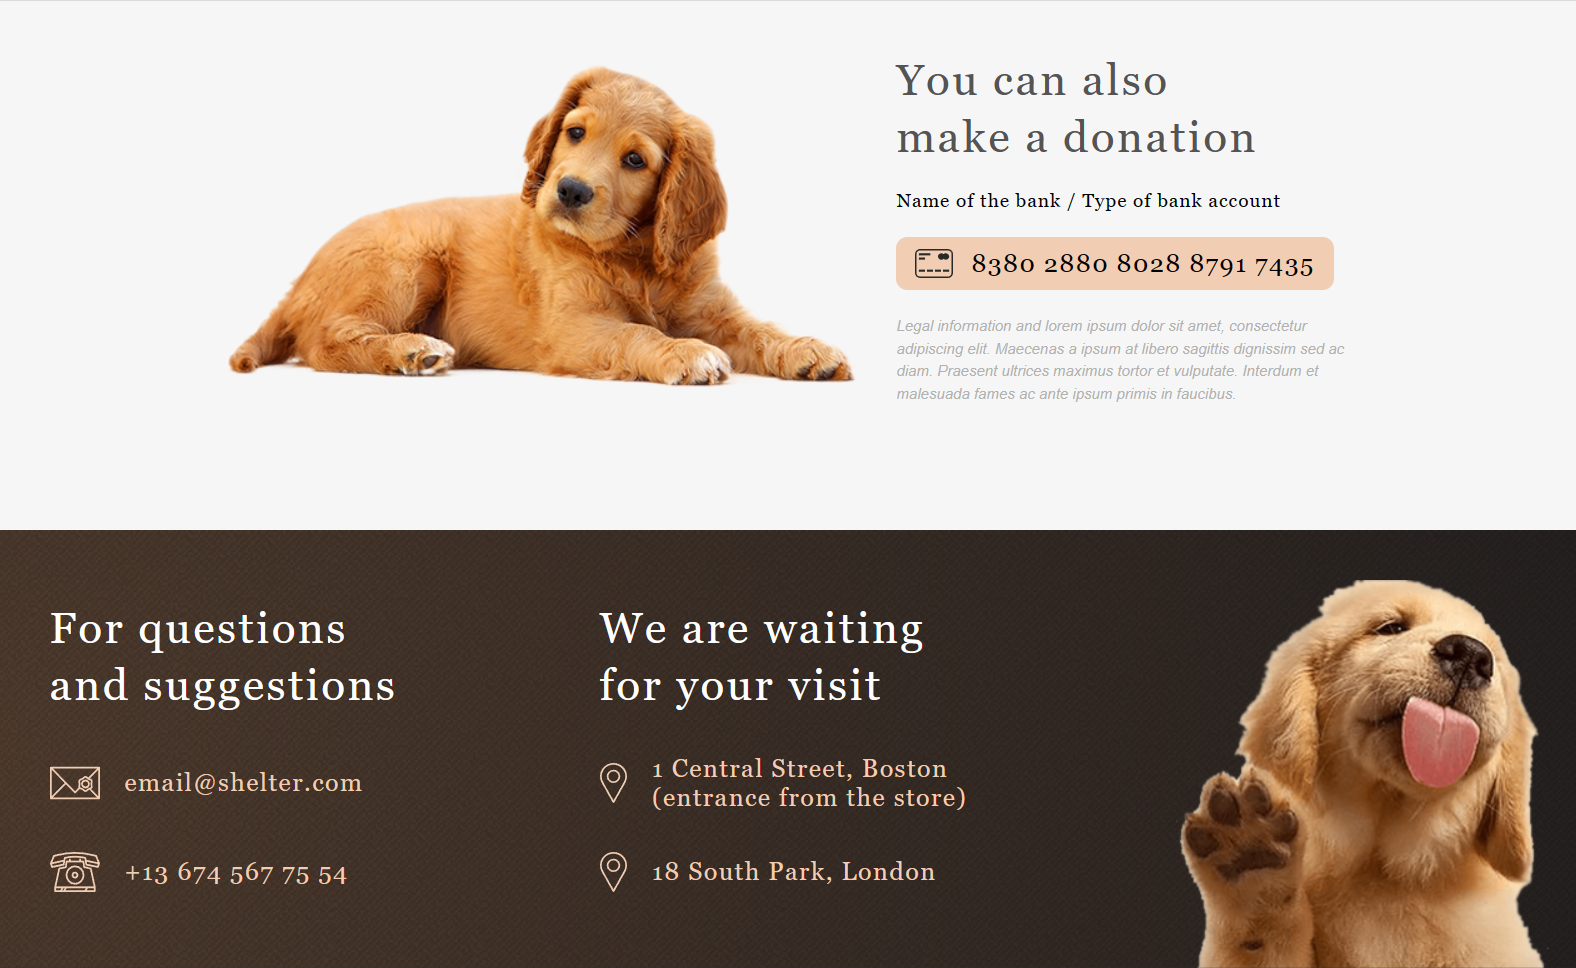 You can also
make a donation
Name of the bank / Type of bank account
8380 2880 8028 8791 7435
Legal information and lorem ipsum dolor sit amet, consectetur
adipiscing elit. Maecenas a ipsum at libero sagittis dignissim sed ac
diam. Praesent ultrices maximus tortor et vulputate. Interdum et
malesuada fames ac ante ipsum primis in faucibus.
For questions
and suggestions
email@shelter.com
+13 674 567 75 54
We are waiting
for your visit
1 Central Street, Boston
(entrance from the store)
18 South Park, London